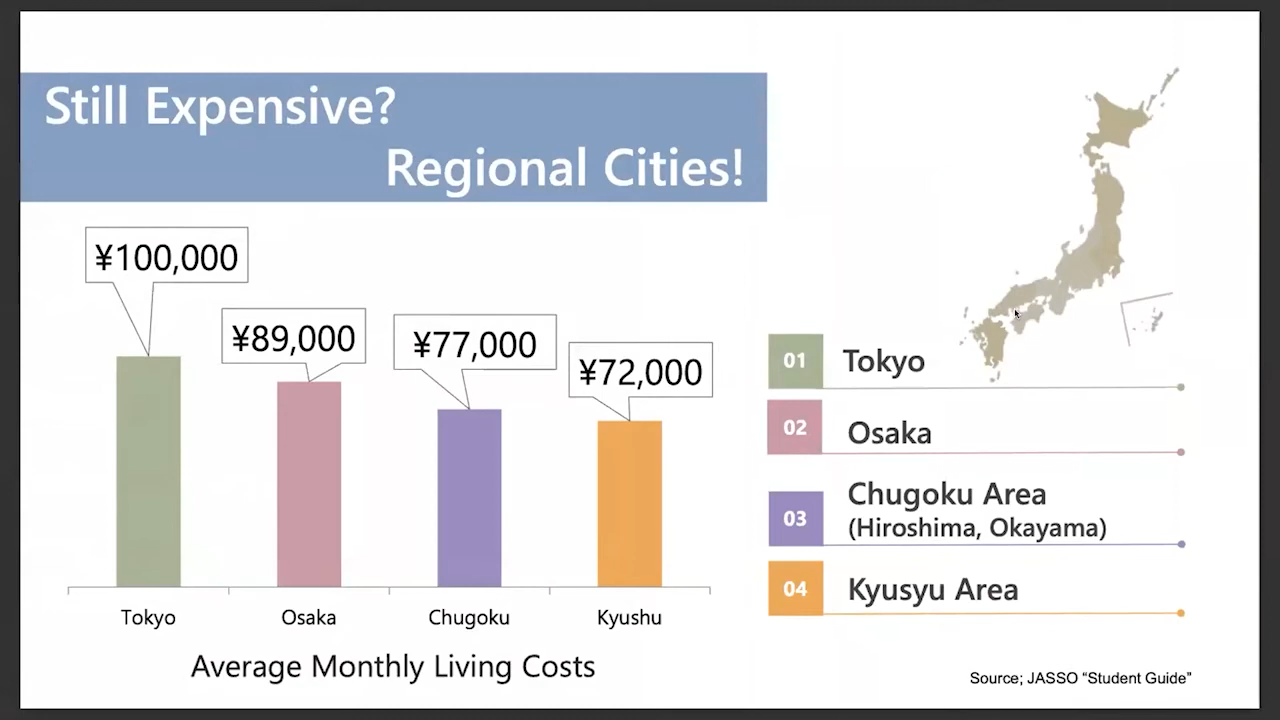 Still Expensive?
Regional Cities!
¥100,000
¥89,000
¥77,000
¥72,000
Tokyo
Osaka
Chugoku
Kyushu
Average Monthly Living Costs
01
Tokyo
02
Osaka
03
Chugoku Area
(Hiroshima, Okayama)
04
Kyusyu Area
Source; JASSO “Student Guide”